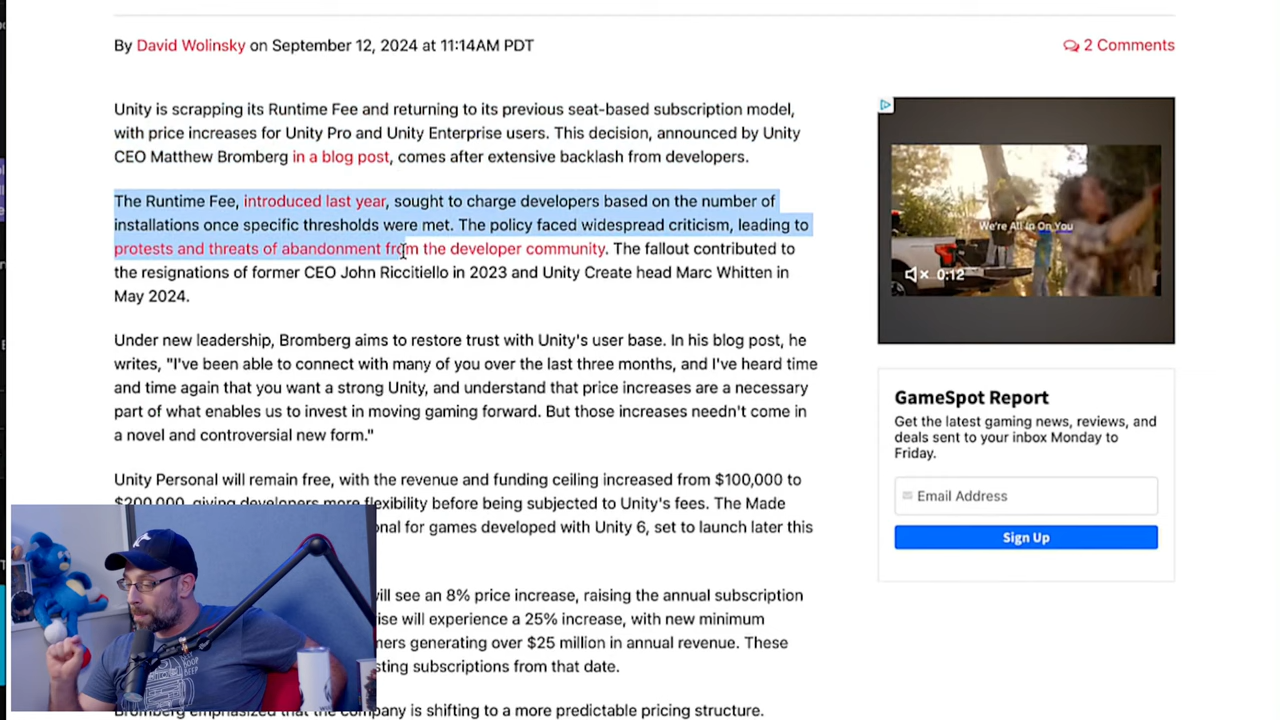 By David Wolinsky on September 12, 2024 at 11:14AM PDT
2 Comments
Unity is scrapping its Runtime Fee and returning to its previous seat-based subscription model,
with price increases for Unity Pro and Unity Enterprise users. This decision, announced by Unity
CEO Matthew Bromberg in a blog post, comes after extensive backlash from developers.
The Runtime Fee, introduced last year, sought to charge developers based on the number of
installations once specific thresholds were met. The policy faced widespread criticism, leading to
protests and threats of abandonment from the developer community. The fallout contributed to
the resignations of former CEO John Riccitiello in 2023 and Unity Create head Marc Whitten in
May 2024.
Under new leadership, Bromberg aims to restore trust with Unity's user base. In his blog post, he
writes, "I've been able to connect with many of you over the last three months, and I've heard time
and time again that you want a strong Unity, and understand that price increases are a necessary
part of what enables us to invest in moving gaming forward. But those increases needn't come in
a novel and controversial new form."
Unity Personal will remain free, with the revenue and funding ceiling increased from $100,000 to
$200,000, giving developers more flexibility before being subjected to Unity's fees. The Made
for games developed with Unity 6, set to launch later this
will see an 8% price increase, raising the annual subscription
will experience a 25% increase, with new minimum
generating over $25 million in annual revenue. These
subscriptions from that date.
Bromberg emphasized that the company is shifting to a more predictable pricing structure.
We're All In On You
0:12
GameSpot Report
Get the latest gaming news, reviews, and
deals sent to your inbox Monday to
Friday.
Email Address
Sign Up